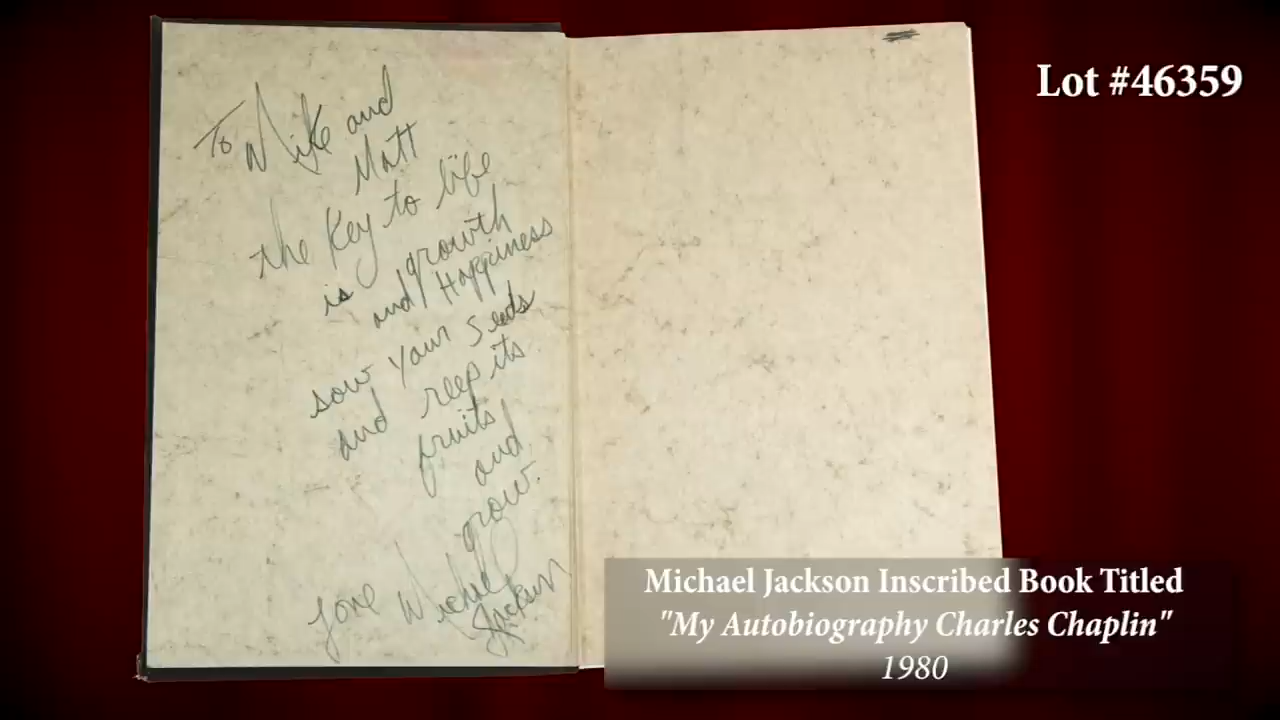 To Mike and
Matt
the Key to life
is growth
and Happiness
sow your seeds
and reep its
fruits
and
grow.
Love Michael
Jackson
Lot #46359
Michael Jackson Inscribed Book Titled
"My Autobiography Charles Chaplin"
1980